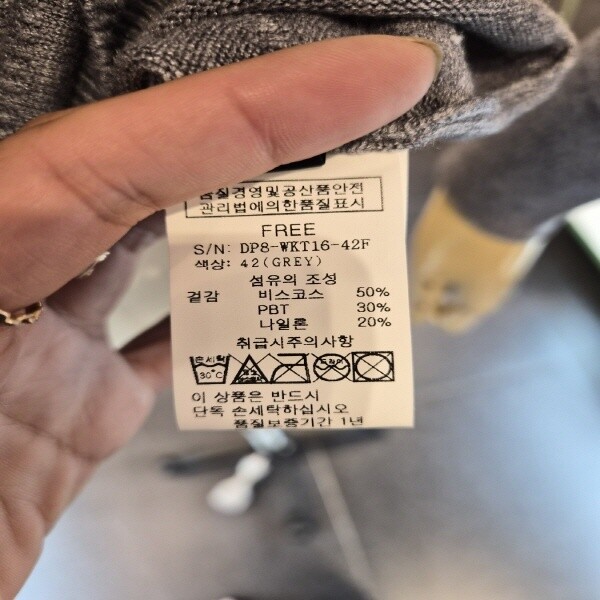 품질경영및공산품안전
관리법에의한품질표시
FREE
S/N: DP8-WKT16-42F
색상: 42(GREY)
섬유의 조성
겉감 비스코스 50%
PBT 30%
나일론 20%
취급시주의사항
손세탁
30°C
드라이
이 상품은 반드시
단독 손세탁하십시오
품질보증기간 1년